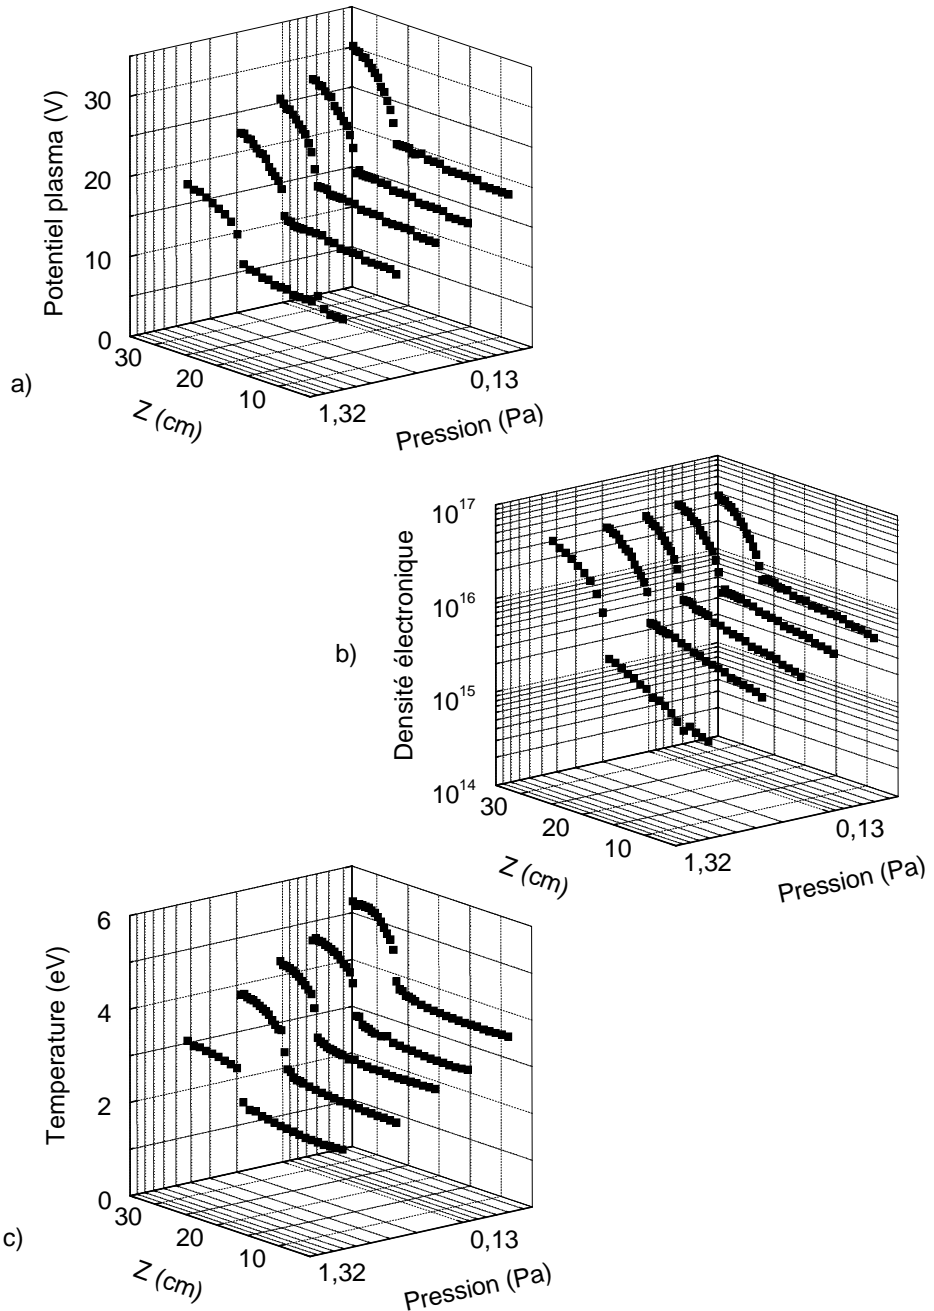 30
20
10
0
Potentiel plasma (V)
a)
30
20
10
Z (cm)
1,32
0,13
Pression (Pa)
10^17
10^16
10^15
10^14
Densité électronique
b)
30
20
10
Z (cm)
1,32
0,13
Pression (Pa)
6
4
2
0
Temperature (eV)
c)
30
20
10
Z (cm)
1,32
0,13
Pression (Pa)